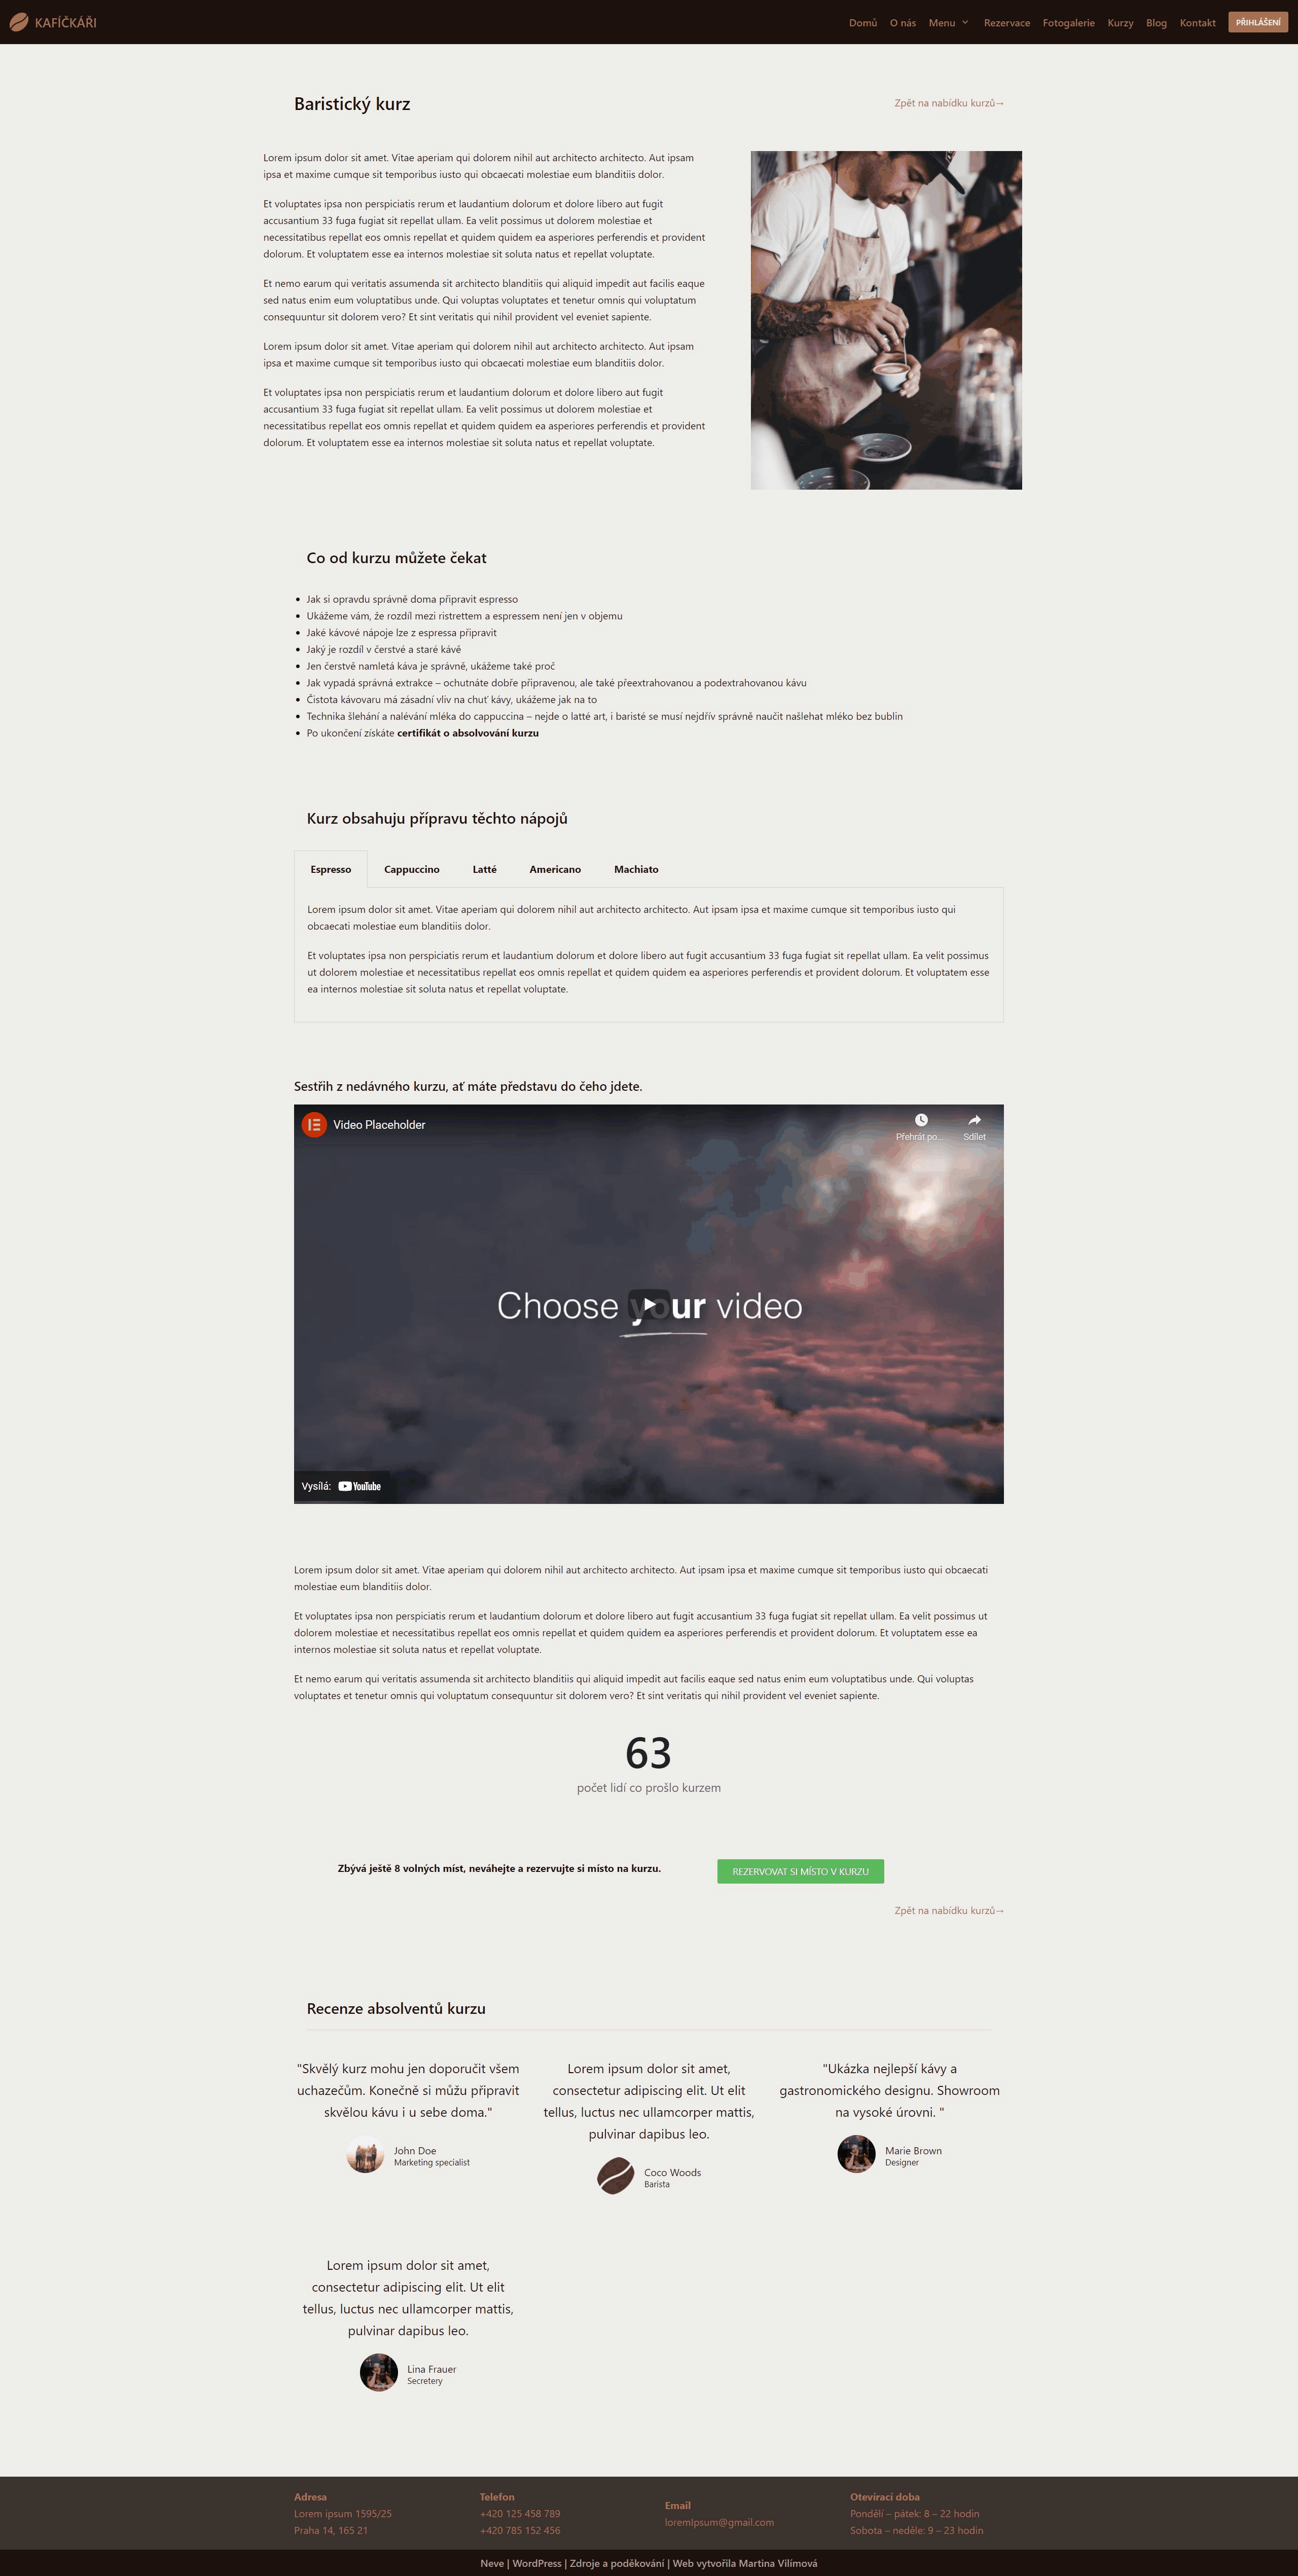 KAFÍČKÁŘI
Domů O nás Menu Rezervace Fotogalerie Kurzy Blog Kontakt PŘIHLÁŠENÍ
Baristický kurz
Zpět na nabídku kurzů→
Lorem ipsum dolor sit amet. Vitae aperiam qui dolorem nihil aut architecto architecto. Aut ipsam
ipsa et maxime cumque sit temporibus iusto qui obcaecati molestiae eum blanditiis dolor.
Et voluptates ipsa non perspiciatis rerum et laudantium dolorum et dolore libero aut fugit
accusantium 33 fuga fugiat sit repellat ullam. Ea velit possimus ut dolorem molestiae et
necessitatibus repellat eos omnis repellat et quidem quidem ea asperiores perferendis et provident
dolorum. Et voluptatem esse ea internos molestiae sit soluta natus et repellat voluptate.
Et nemo earum qui veritatis assumenda sit architecto blanditiis qui aliquid impedit aut facilis eaque
sed natus enim eum voluptatibus unde. Qui voluptas voluptates et tenetur omnis qui voluptatum
consequuntur sit dolorem vero? Et sint veritatis qui nihil provident vel eveniet sapiente.
Lorem ipsum dolor sit amet. Vitae aperiam qui dolorem nihil aut architecto architecto. Aut ipsam
ipsa et maxime cumque sit temporibus iusto qui obcaecati molestiae eum blanditiis dolor.
Et voluptates ipsa non perspiciatis rerum et laudantium dolorum et dolore libero aut fugit
accusantium 33 fuga fugiat sit repellat ullam. Ea velit possimus ut dolorem molestiae et
necessitatibus repellat eos omnis repellat et quidem quidem ea asperiores perferendis et provident
dolorum. Et voluptatem esse ea internos molestiae sit soluta natus et repellat voluptate.
Co od kurzu můžete čekat
Jak si opravdu správně doma připravit espresso
Ukážeme vám, že rozdíl mezi ristrettem a espressem není jen v objemu
Jaké kávové nápoje lze z espressa připravit
Jaký je rozdíl v čerstvé a staré kávě
Jen čerstvě namletá káva je správně, ukážeme také proč
Jak vypadá správná extrakce – ochutnáte dobře připravenou, ale také přeextrahovanou a podextrahovanou kávu
Čistota kávovaru má zásadní vliv na chuť kávy, ukážeme jak na to
Technika šlehání a nalévání mléka do cappuccina – nejde o latté art, i baristé se musí nejdřív správně naučit našlehat mléko bez bublin
Po ukončení získáte certifikát o absolvování kurzu
Kurz obsahuju přípravu těchto nápojů
Espresso Cappuccino Latté Americano Machiato
Lorem ipsum dolor sit amet. Vitae aperiam qui dolorem nihil aut architecto architecto. Aut ipsam ipsa et maxime cumque sit temporibus iusto qui
obcaecati molestiae eum blanditiis dolor.
Et voluptates ipsa non perspiciatis rerum et laudantium dolorum et dolore libero aut fugit accusantium 33 fuga fugiat sit repellat ullam. Ea velit possimus
ut dolorem molestiae et necessitatibus repellat eos omnis repellat et quidem quidem ea asperiores perferendis et provident dolorum. Et voluptatem esse
ea internos molestiae sit soluta natus et repellat voluptate.
Sestřih z nedávného kurzu, ať máte představu do čeho jdete.
Video Placeholder
Přehrát po...
Sdílet
Choose your video
Vysílá: YouTube
Lorem ipsum dolor sit amet. Vitae aperiam qui dolorem nihil aut architecto architecto. Aut ipsam ipsa et maxime cumque sit temporibus iusto qui obcaecati
molestiae eum blanditiis dolor.
Et voluptates ipsa non perspiciatis rerum et laudantium dolorum et dolore libero aut fugit accusantium 33 fuga fugiat sit repellat ullam. Ea velit possimus ut
dolorem molestiae et necessitatibus repellat eos omnis repellat et quidem quidem ea asperiores perferendis et provident dolorum. Et voluptatem esse ea
internos molestiae sit soluta natus et repellat voluptate.
Et nemo earum qui veritatis assumenda sit architecto blanditiis qui aliquid impedit aut facilis eaque sed natus enim eum voluptatibus unde. Qui voluptas
voluptates et tenetur omnis qui voluptatum consequuntur sit dolorem vero? Et sint veritatis qui nihil provident vel eveniet sapiente.
63
počet lidí co prošlo kurzem
Zbývá ještě 8 volných míst, neváhejte a rezervujte si místo na kurzu.
REZERVOVAT SI MÍSTO V KURZU
Zpět na nabídku kurzů→
Recenze absolventů kurzu
"Skvělý kurz mohu jen doporučit všem
uchazečům. Konečně si můžu připravit
skvělou kávu i u sebe doma."
John Doe
Marketing specialist
Lorem ipsum dolor sit amet,
consectetur adipiscing elit. Ut elit
tellus, luctus nec ullamcorper mattis,
pulvinar dapibus leo.
Coco Woods
Barista
"Ukázka nejlepší kávy a
gastronomického designu. Showroom
na vysoké úrovni. "
Marie Brown
Designer
Lorem ipsum dolor sit amet,
consectetur adipiscing elit. Ut elit
tellus, luctus nec ullamcorper mattis,
pulvinar dapibus leo.
Lina Frauer
Secretery
Adresa
Lorem ipsum 1595/25
Praha 14, 165 21
Telefon
+420 125 458 789
+420 785 152 456
Email
loremIpsum@gmail.com
Otevírací doba
Pondělí – pátek: 8 – 22 hodin
Sobota – neděle: 9 – 23 hodin
Neve | WordPress | Zdroje a poděkování | Web vytvořila Martina Vilímová